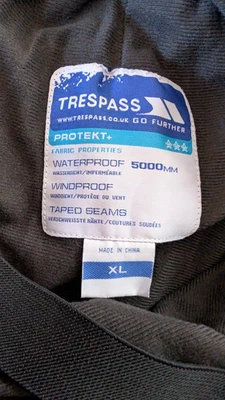 TRESPASS
WWW.TRESPASS.CO.UK GO FURTHER
PROTEKT+
FABRIC PROPERTIES
WATERPROOF 5000MM
WASSERDICHT/IMPERMÉABLE
WINDPROOF
WINDDICHT/PROTÈGE DU VENT
TAPED SEAMS
VERSCHWEISSTE NÄHTE/COUTURES SOUDÉES
MADE IN CHINA
XL